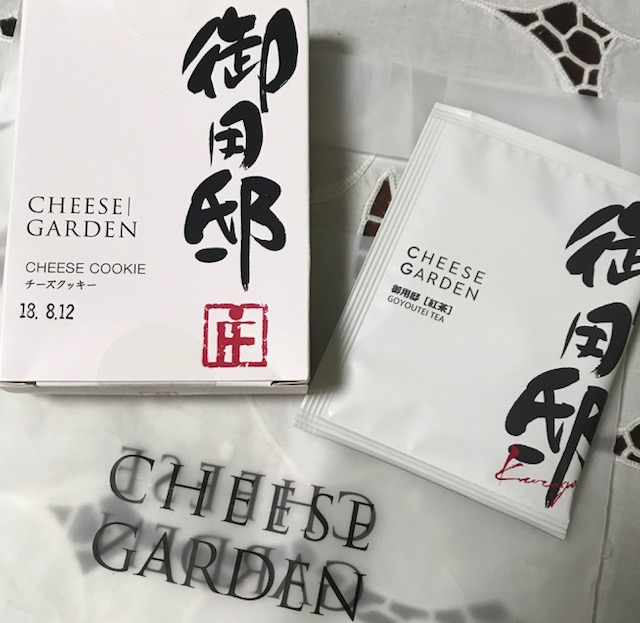 御用邸
CHEESE
GARDEN
CHEESE COOKIE
チーズクッキー
18. 8.12
CHEESE
GARDEN
御用邸［紅茶］
GOYOUTEI TEA
御用邸
CHEESE
GARDEN